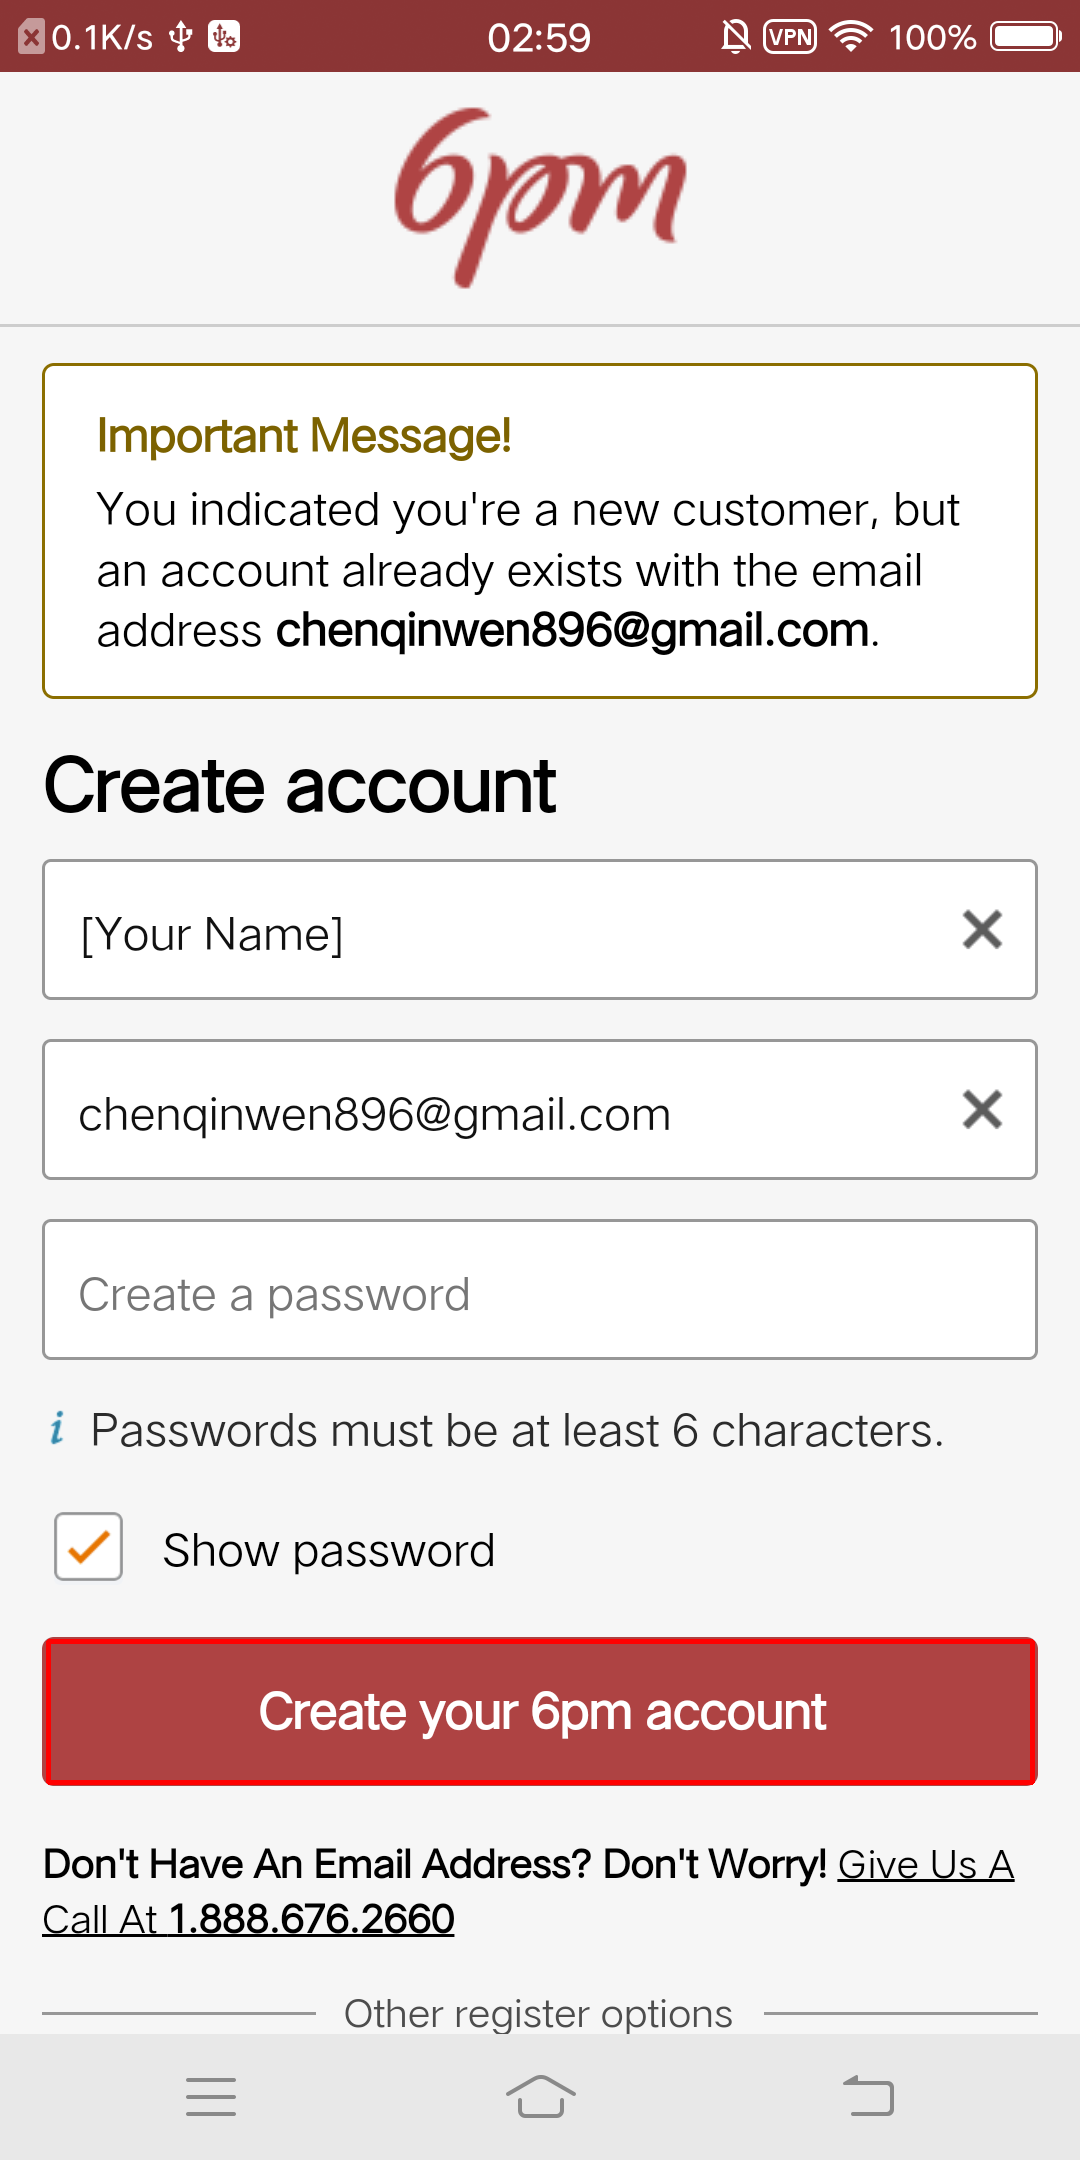 0.1K/s 02:59 VPN 100%
6pm
Important Message!
You indicated you're a new customer, but
an account already exists with the email
address chenqinwen896@gmail.com.
Create account
[Your Name]
chenqinwen896@gmail.com
Create a password
i Passwords must be at least 6 characters.
Show password
Create your 6pm account
Don't Have An Email Address? Don't Worry! Give Us A
Call At 1.888.676.2660
Other register options